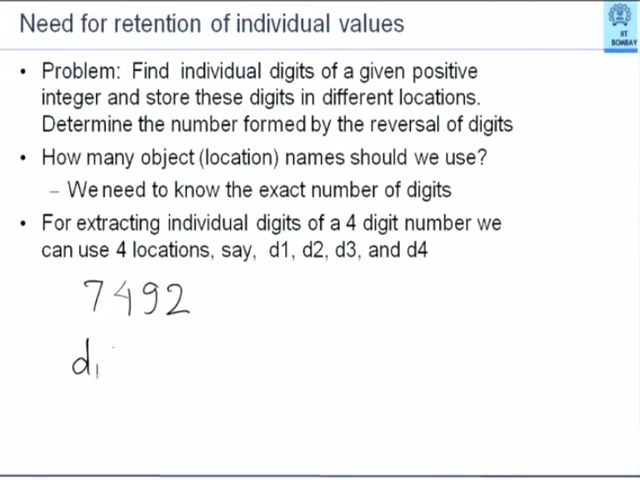 Need for retention of individual values
IIT
BOMBAY
• Problem: Find individual digits of a given positive
integer and store these digits in different locations.
Determine the number formed by the reversal of digits
• How many object (location) names should we use?
– We need to know the exact number of digits
• For extracting individual digits of a 4 digit number we
can use 4 locations, say, d1, d2, d3, and d4
7492
d1